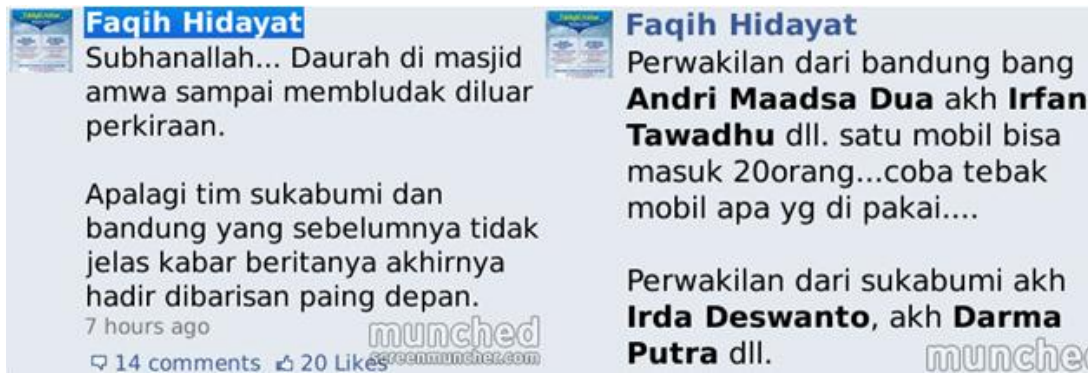 Faqih Hidayat
Subhanallah... Daurah di masjid
amwa sampai membludak diluar
perkiraan.
Apalagi tim sukabumi dan
bandung yang sebelumnya tidak
jelas kabar beritanya akhirnya
hadir dibarisan paing depan.
7 hours ago
munched
screenmuncher.com
14 comments 20 Likes
Faqih Hidayat
Perwakilan dari bandung bang
Andri Maadsa Dua akh Irfan
Tawadhu dll. satu mobil bisa
masuk 20orang...coba tebak
mobil apa yg di pakai....
Perwakilan dari sukabumi akh
Irda Deswanto, akh Darma
Putra dll.
munche